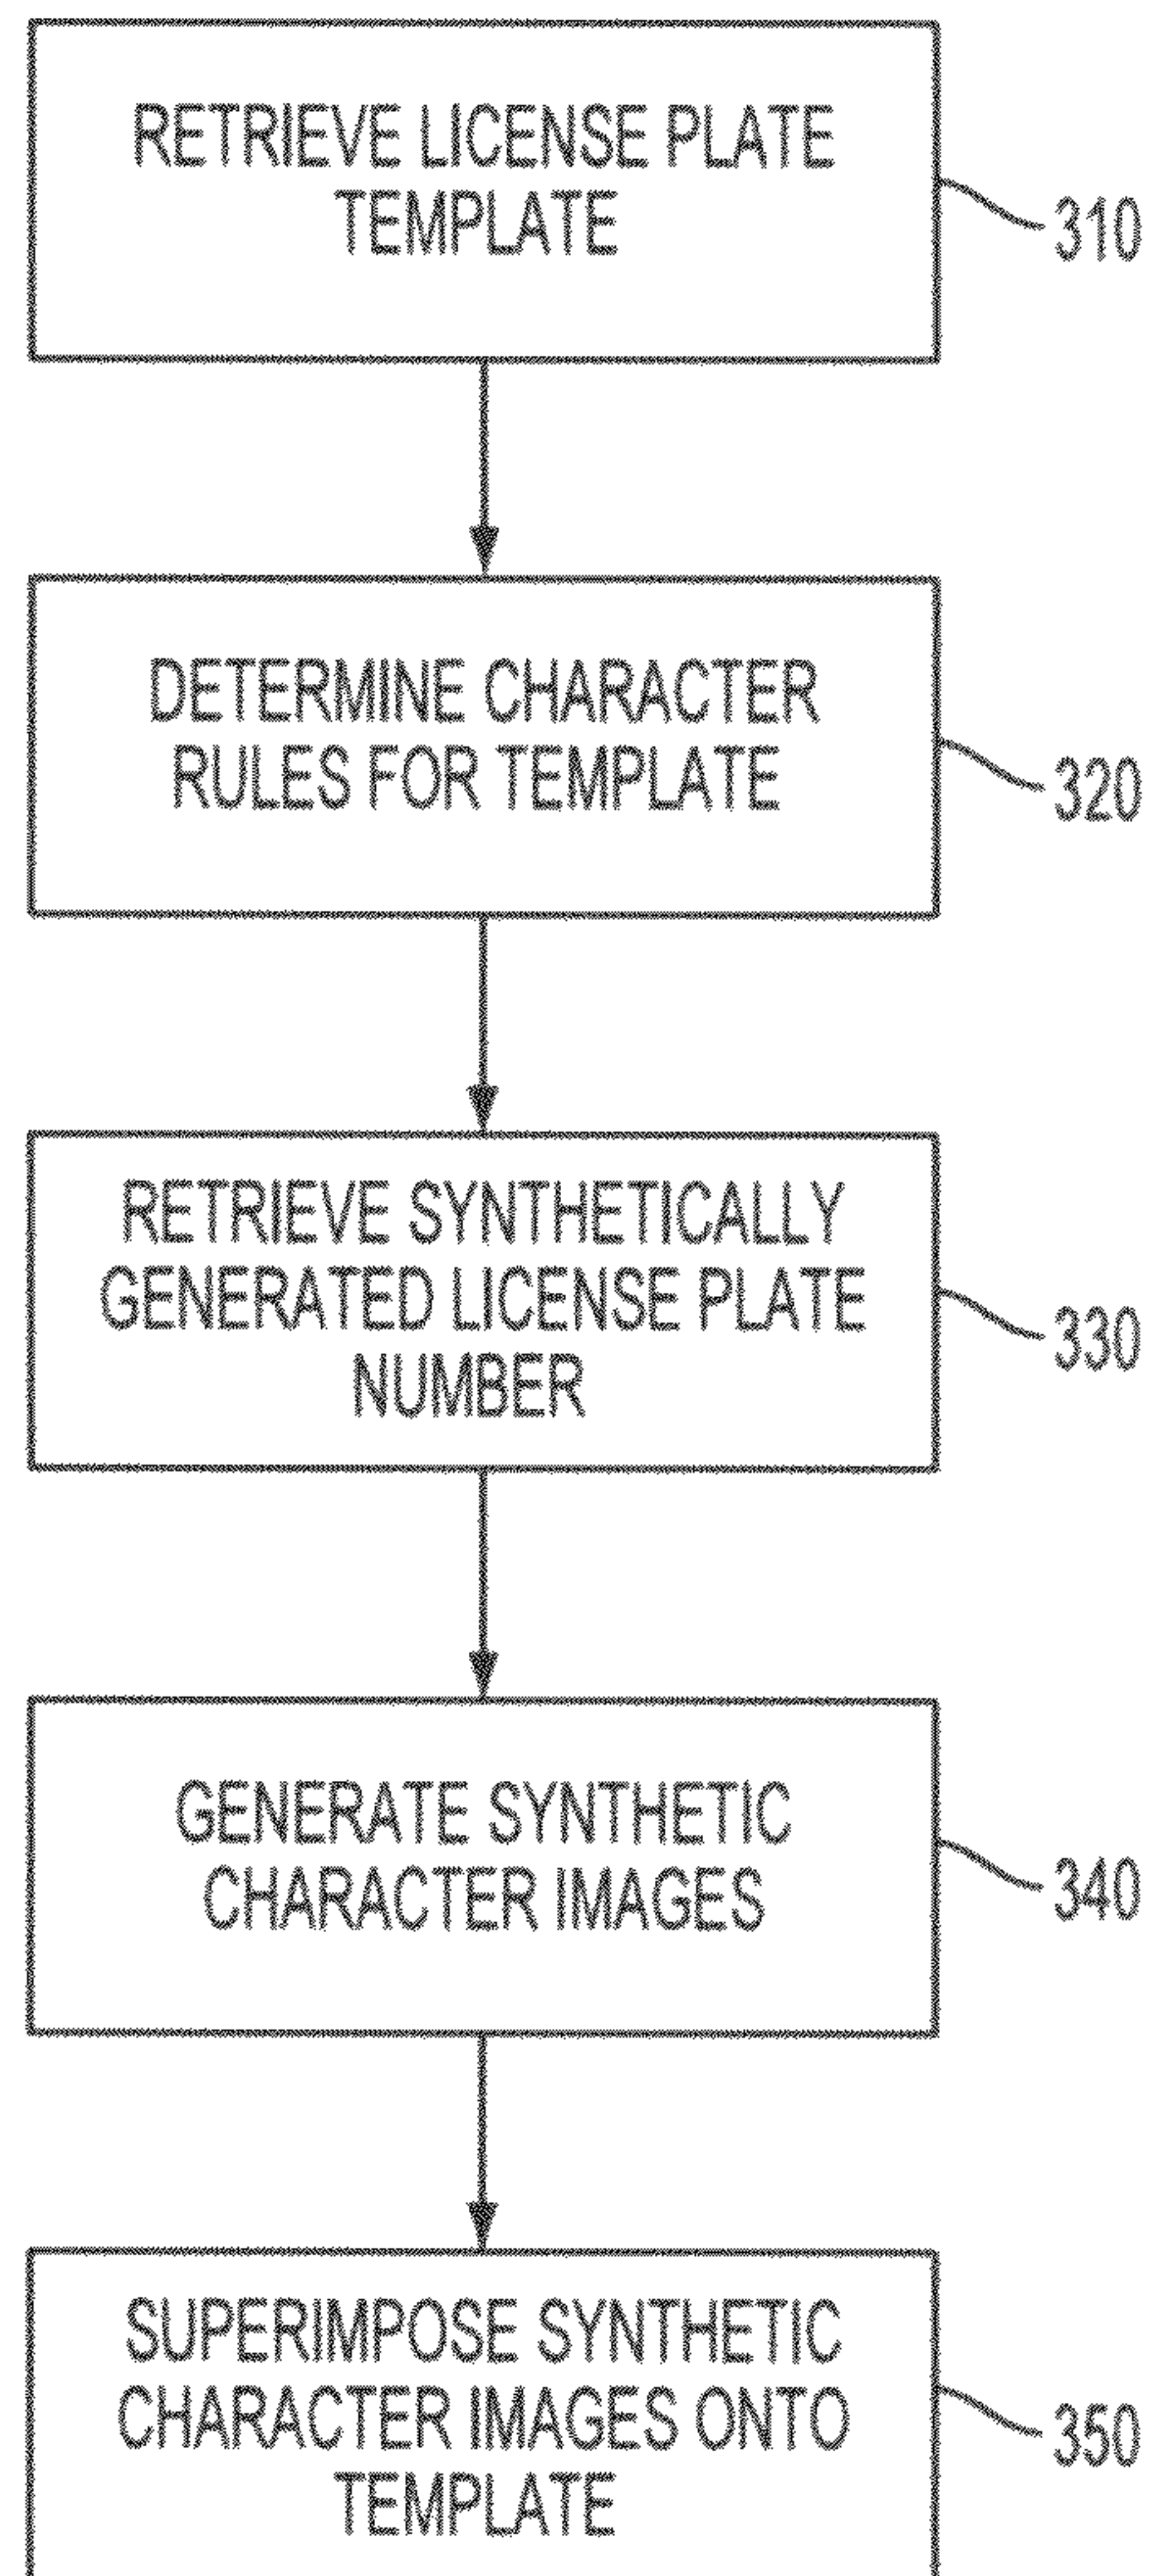 RETRIEVE LICENSE PLATE
TEMPLATE
310
DETERMINE CHARACTER
RULES FOR TEMPLATE
320
RETRIEVE SYNTHETICALLY
GENERATED LICENSE PLATE
NUMBER
330
GENERATE SYNTHETIC
CHARACTER IMAGES
340
SUPERIMPOSE SYNTHETIC
CHARACTER IMAGES ONTO
TEMPLATE
350